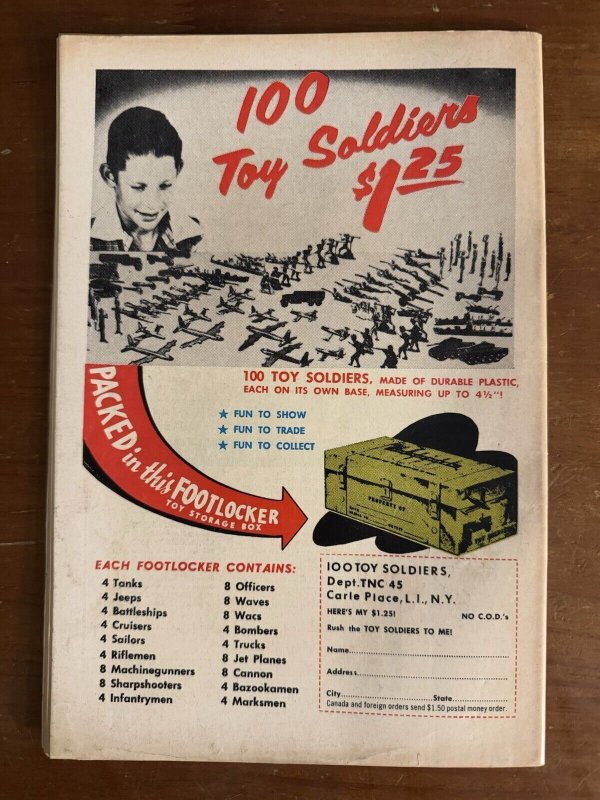 100
Toy Soldiers
$1.25
100 TOY SOLDIERS, MADE OF DURABLE PLASTIC,
EACH ON ITS OWN BASE, MEASURING UP TO 4½"!
★ FUN TO SHOW
★ FUN TO TRADE
★ FUN TO COLLECT
PACKED in this FOOTLOCKER
TOY STORAGE BOX
PROPERTY OF
EACH FOOTLOCKER CONTAINS:
4 Tanks
4 Jeeps
4 Battleships
4 Cruisers
4 Sailors
4 Riflemen
8 Machinegunners
8 Sharpshooters
4 Infantrymen
8 Officers
8 Waves
8 Wacs
4 Bombers
4 Trucks
8 Jet Planes
8 Cannon
4 Bazookamen
4 Marksmen
100 TOY SOLDIERS,
Dept. TNC 45
Carle Place, L.I., N.Y.
HERE'S MY $1.25! NO C.O.D.'s
Rush the TOY SOLDIERS TO ME!
Name
Address
City State
Canada and foreign orders send $1.50 postal money order.